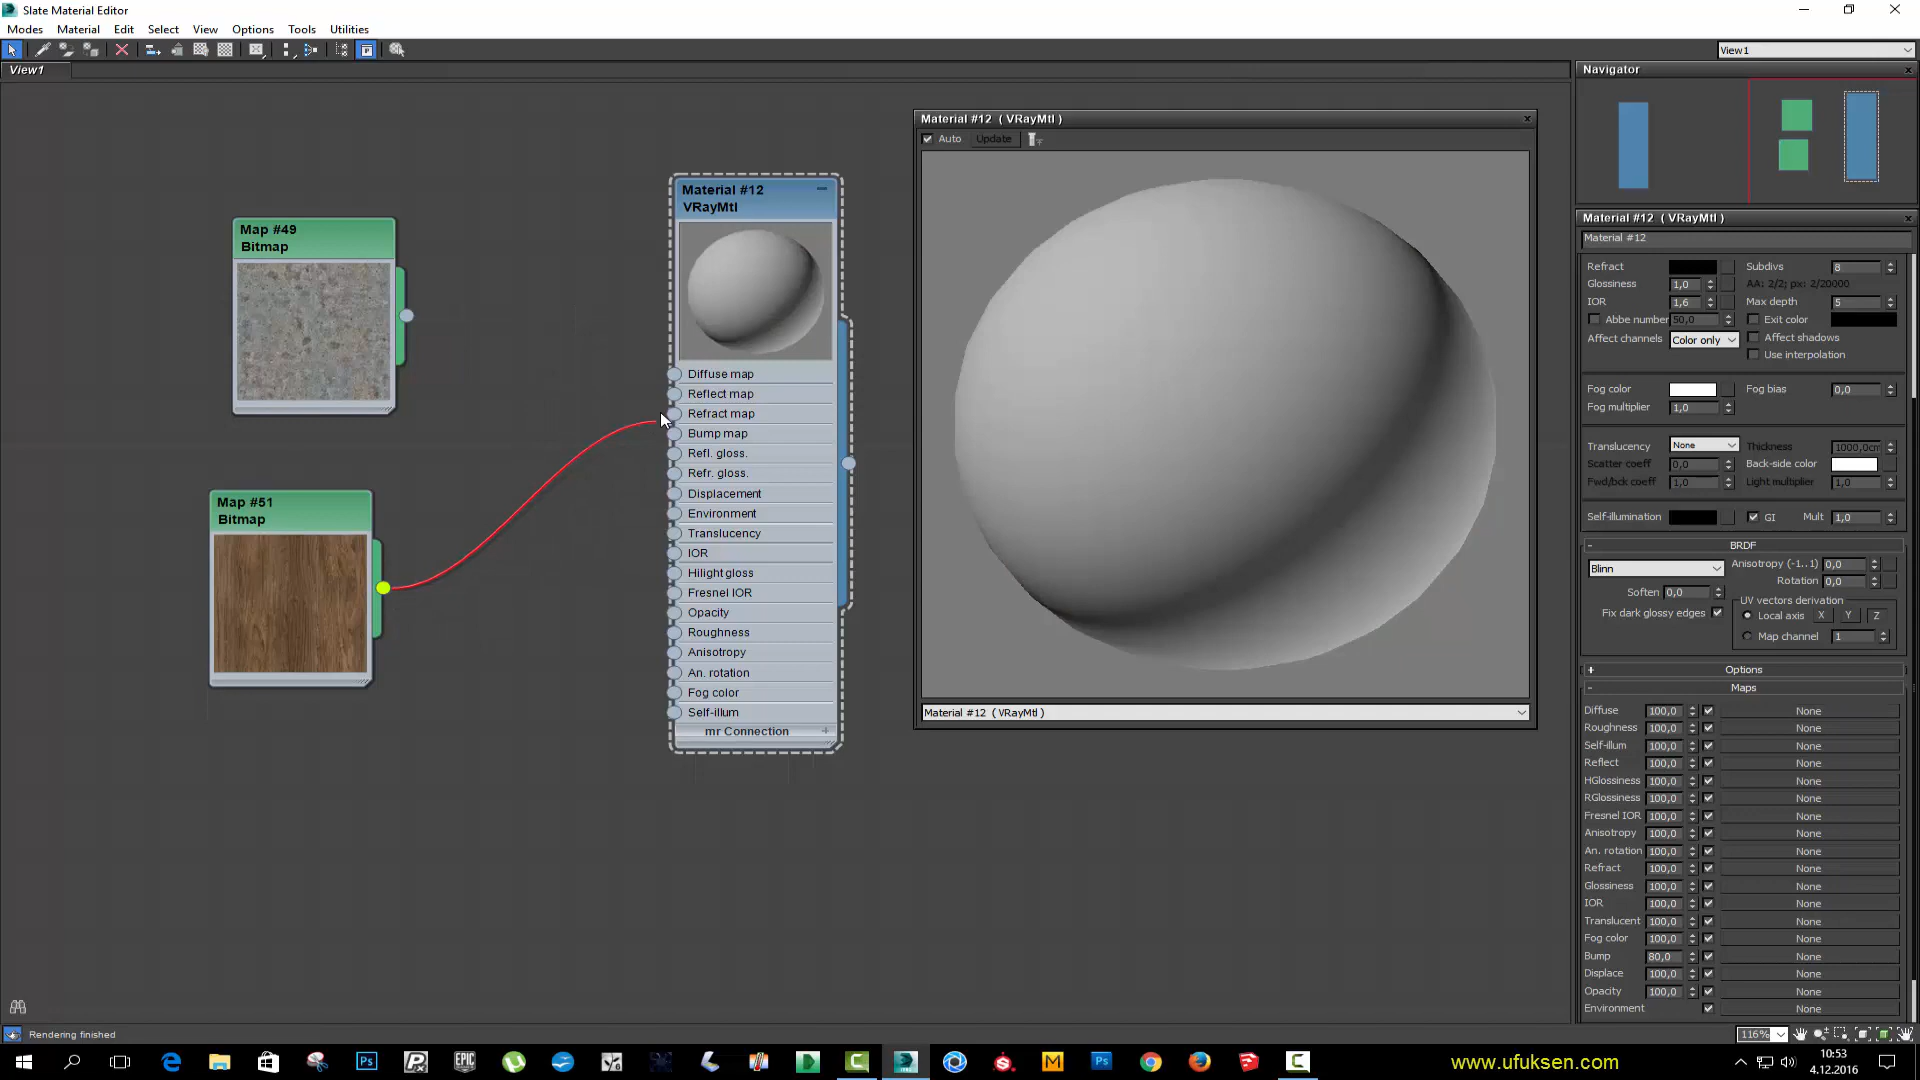 Slate Material Editor
Modes Material Edit Select View Options Tools Utilities
View1
View1
Navigator
Map #49
Bitmap
Map #51
Bitmap
Material #12
VRayMtl
Diffuse map
Reflect map
Refract map
Bump map
Refl. gloss.
Refr. gloss.
Displacement
Environment
Translucency
IOR
Hilight gloss
Fresnel IOR
Opacity
Roughness
Anisotropy
An. rotation
Fog color
Self-illum
mr Connection +
Material #12 ( VRayMtl )
Auto Update
Material #12 ( VRayMtl )
Material #12 ( VRayMtl )
Material #12
Refract Subdivs 8
Glossiness 1,0 AA: 2/2; px: 2/20000
IOR 1,6 Max depth 5
Abbe number 50,0 Exit color
Affect channels Color only Affect shadows
Use interpolation
Fog color Fog bias 0,0
Fog multiplier 1,0
Translucency None Thickness 1000,0cm
Scatter coeff 0,0 Back-side color
Fwd/bck coeff 1,0 Light multiplier 1,0
Self-illumination GI Mult 1,0
- BRDF
Blinn Anisotropy (-1..1) 0,0
Rotation 0,0
Soften 0,0 UV vectors derivation
Fix dark glossy edges Local axis X Y Z
Map channel 1
+ Options
- Maps
Diffuse 100,0 None
Roughness 100,0 None
Self-illum 100,0 None
Reflect 100,0 None
HGlossiness 100,0 None
RGlossiness 100,0 None
Fresnel IOR 100,0 None
Anisotropy 100,0 None
An. rotation 100,0 None
Refract 100,0 None
Glossiness 100,0 None
IOR 100,0 None
Translucent 100,0 None
Fog color 100,0 None
Bump 80,0 None
Displace 100,0 None
Opacity 100,0 None
Environment None
Rendering finished
116%
www.ufuksen.com
10:53
4.12.2016